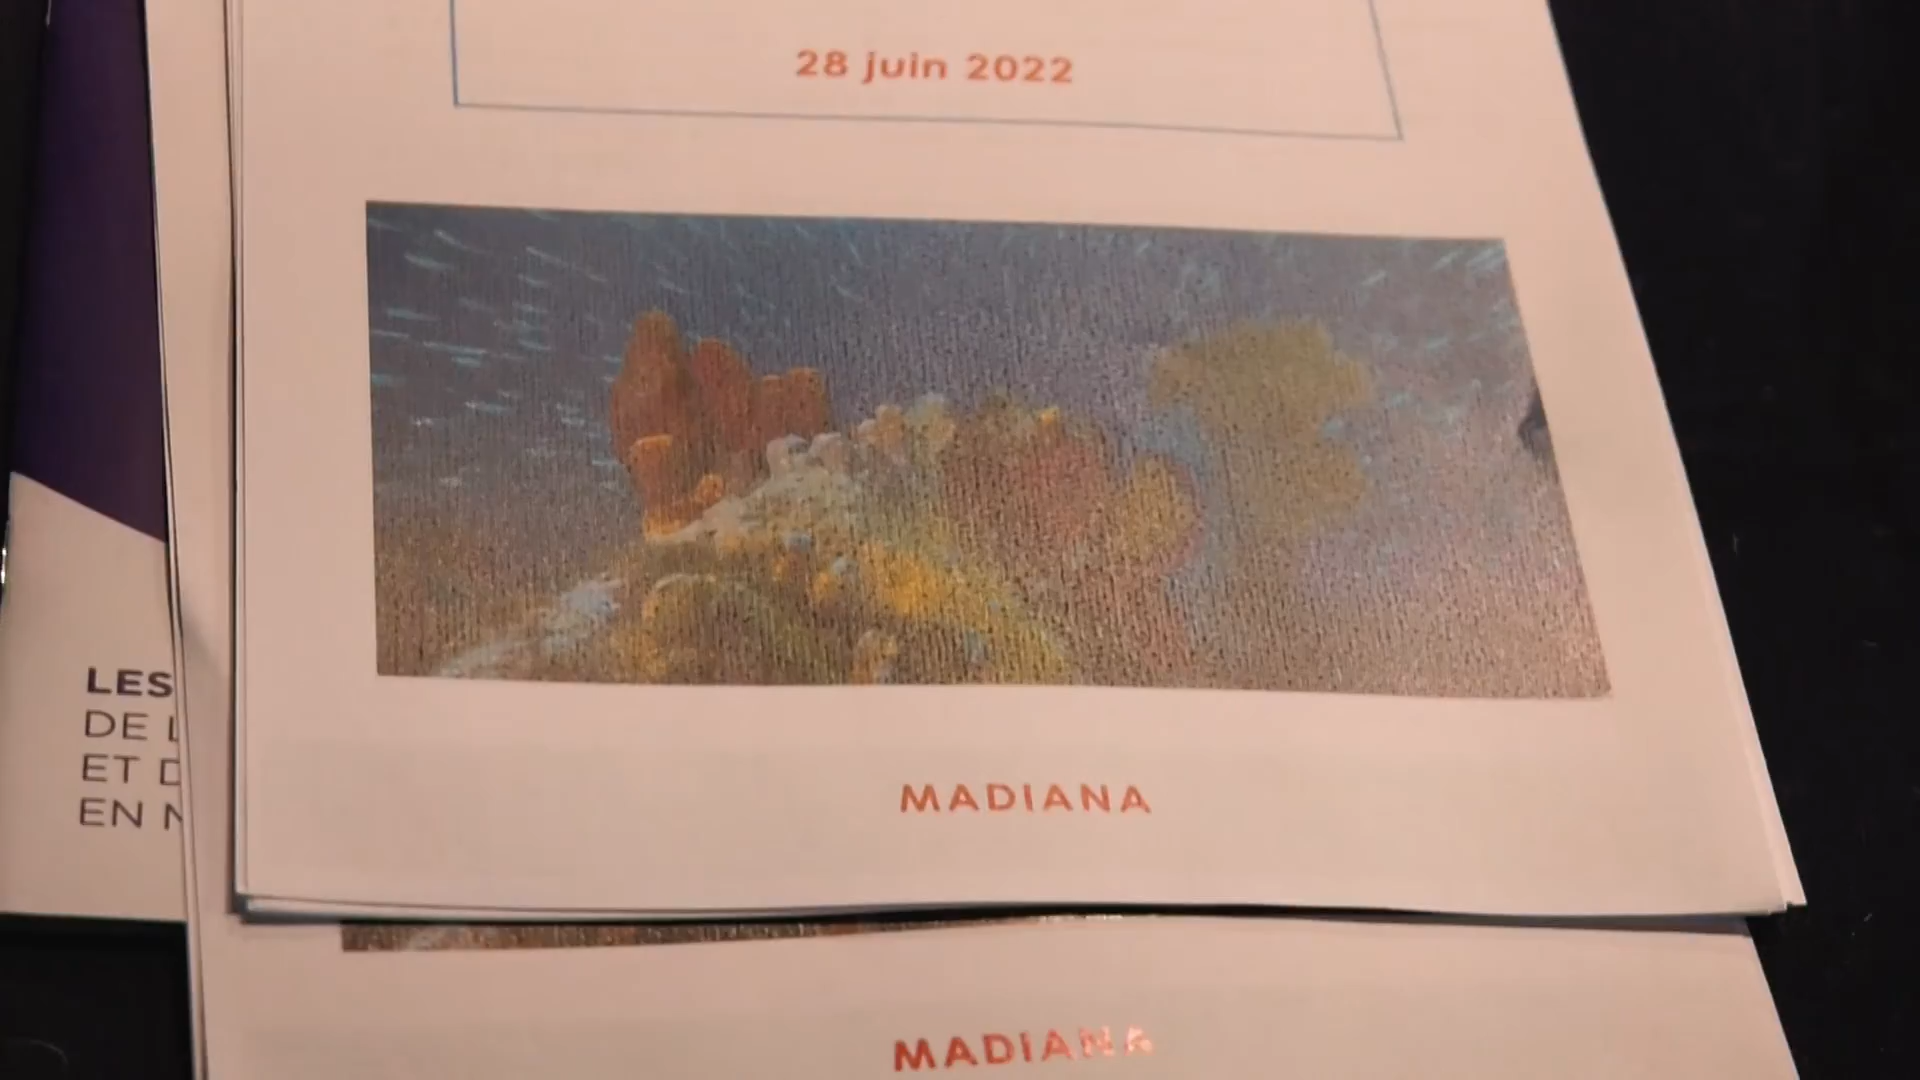 28 juin 2022
MADIANA
LES
DE
ET
EN
MADIANA